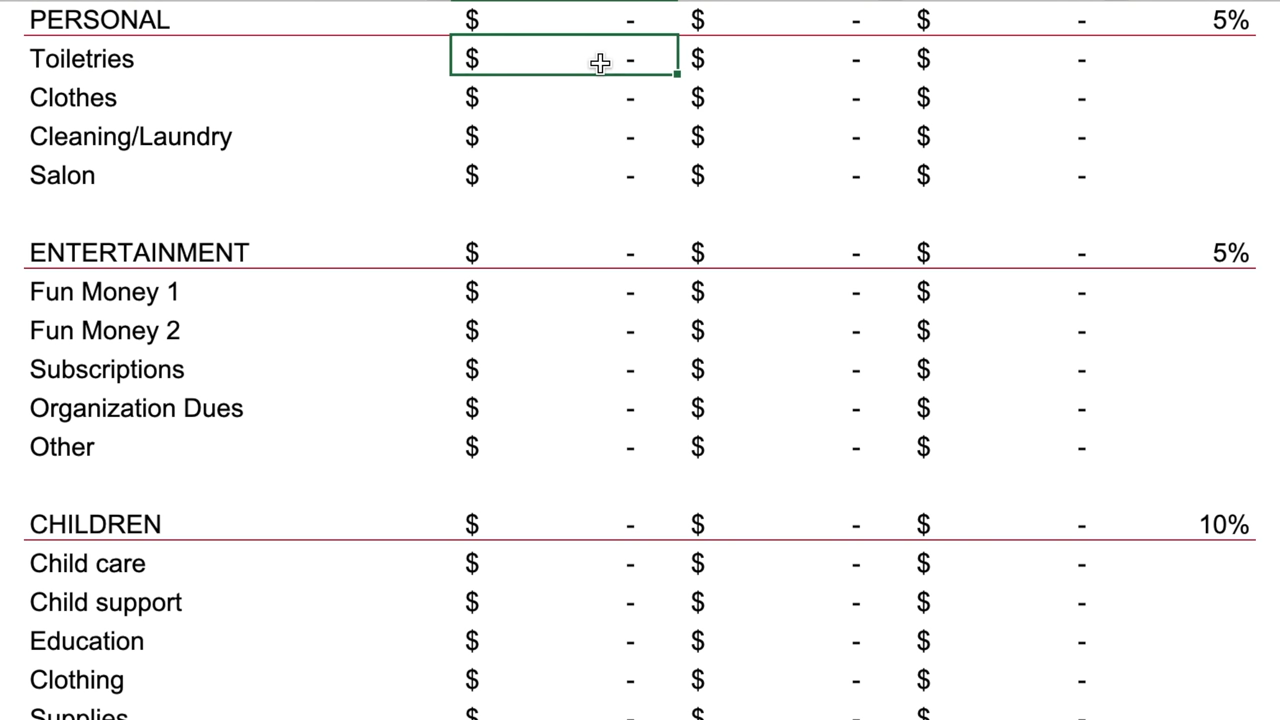 PERSONAL $ - $ - $ - 5%
Toiletries $ - $ - $ -
Clothes $ - $ - $ -
Cleaning/Laundry $ - $ - $ -
Salon $ - $ - $ -
ENTERTAINMENT $ - $ - $ - 5%
Fun Money 1 $ - $ - $ -
Fun Money 2 $ - $ - $ -
Subscriptions $ - $ - $ -
Organization Dues $ - $ - $ -
Other $ - $ - $ -
CHILDREN $ - $ - $ - 10%
Child care $ - $ - $ -
Child support $ - $ - $ -
Education $ - $ - $ -
Clothing $ - $ - $ -
Supplies $ - $ - $ -